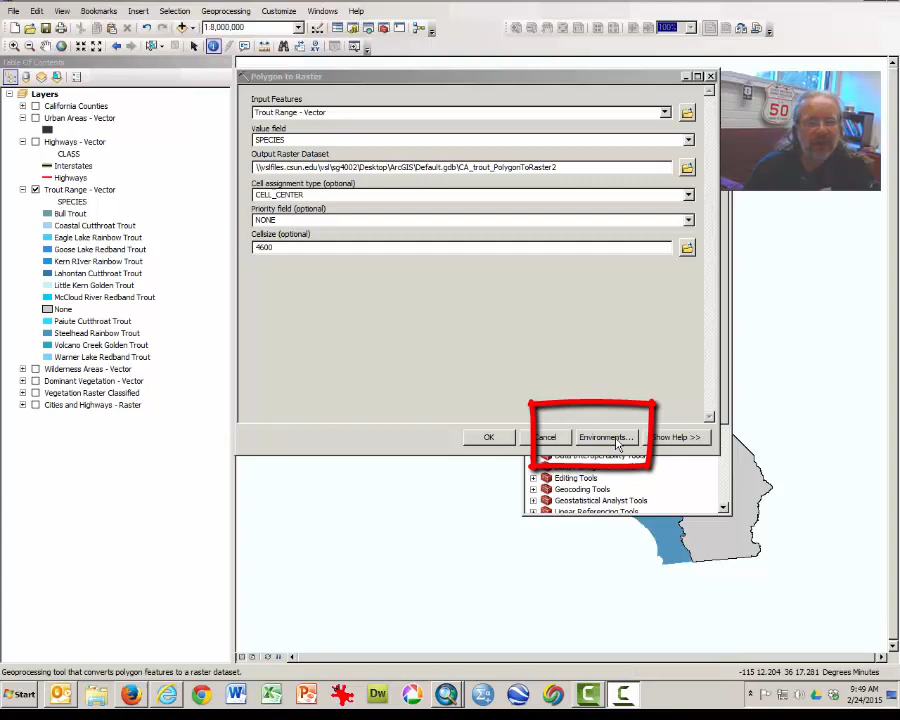 File Edit View Bookmarks Insert Selection Geoprocessing Customize Windows Help
1:8,000,000
100%
Table Of Contents
Layers
California Counties
Urban Areas - Vector
Highways - Vector
CLASS
Interstates
Highways
Trout Range - Vector
SPECIES
Bull Trout
Coastal Cutthroat Trout
Eagle Lake Rainbow Trout
Goose Lake Redband Trout
Kern RIver Rainbow Trout
Lahontan Cutthroat Trout
Little Kern Golden Trout
McCloud River Redband Trout
None
Paiute Cutthroat Trout
Steelhead Rainbow Trout
Volcano Creek Golden Trout
Warner Lake Redband Trout
Wilderness Areas - Vector
Dominant Vegetation - Vector
Vegetation Raster Classified
Cities and Highways - Raster
Polygon to Raster
Input Features
Trout Range - Vector
Value field
SPECIES
Output Raster Dataset
\\vslfiles.csun.edu\vsl\sg4002\Desktop\ArcGIS\Default.gdb\CA_trout_PolygonToRaster2
Cell assignment type (optional)
CELL_CENTER
Priority field (optional)
NONE
Cellsize (optional)
4600
OK Cancel Environments... Show Help >>
Data Interoperability Tools
Editing Tools
Geocoding Tools
Geostatistical Analyst Tools
Linear Referencing Tools
50
Geoprocessing tool that converts polygon features to a raster dataset.
-115 12.204 36 17.281 Degrees Minutes
Start
Dw
9:49 AM
2/24/2015